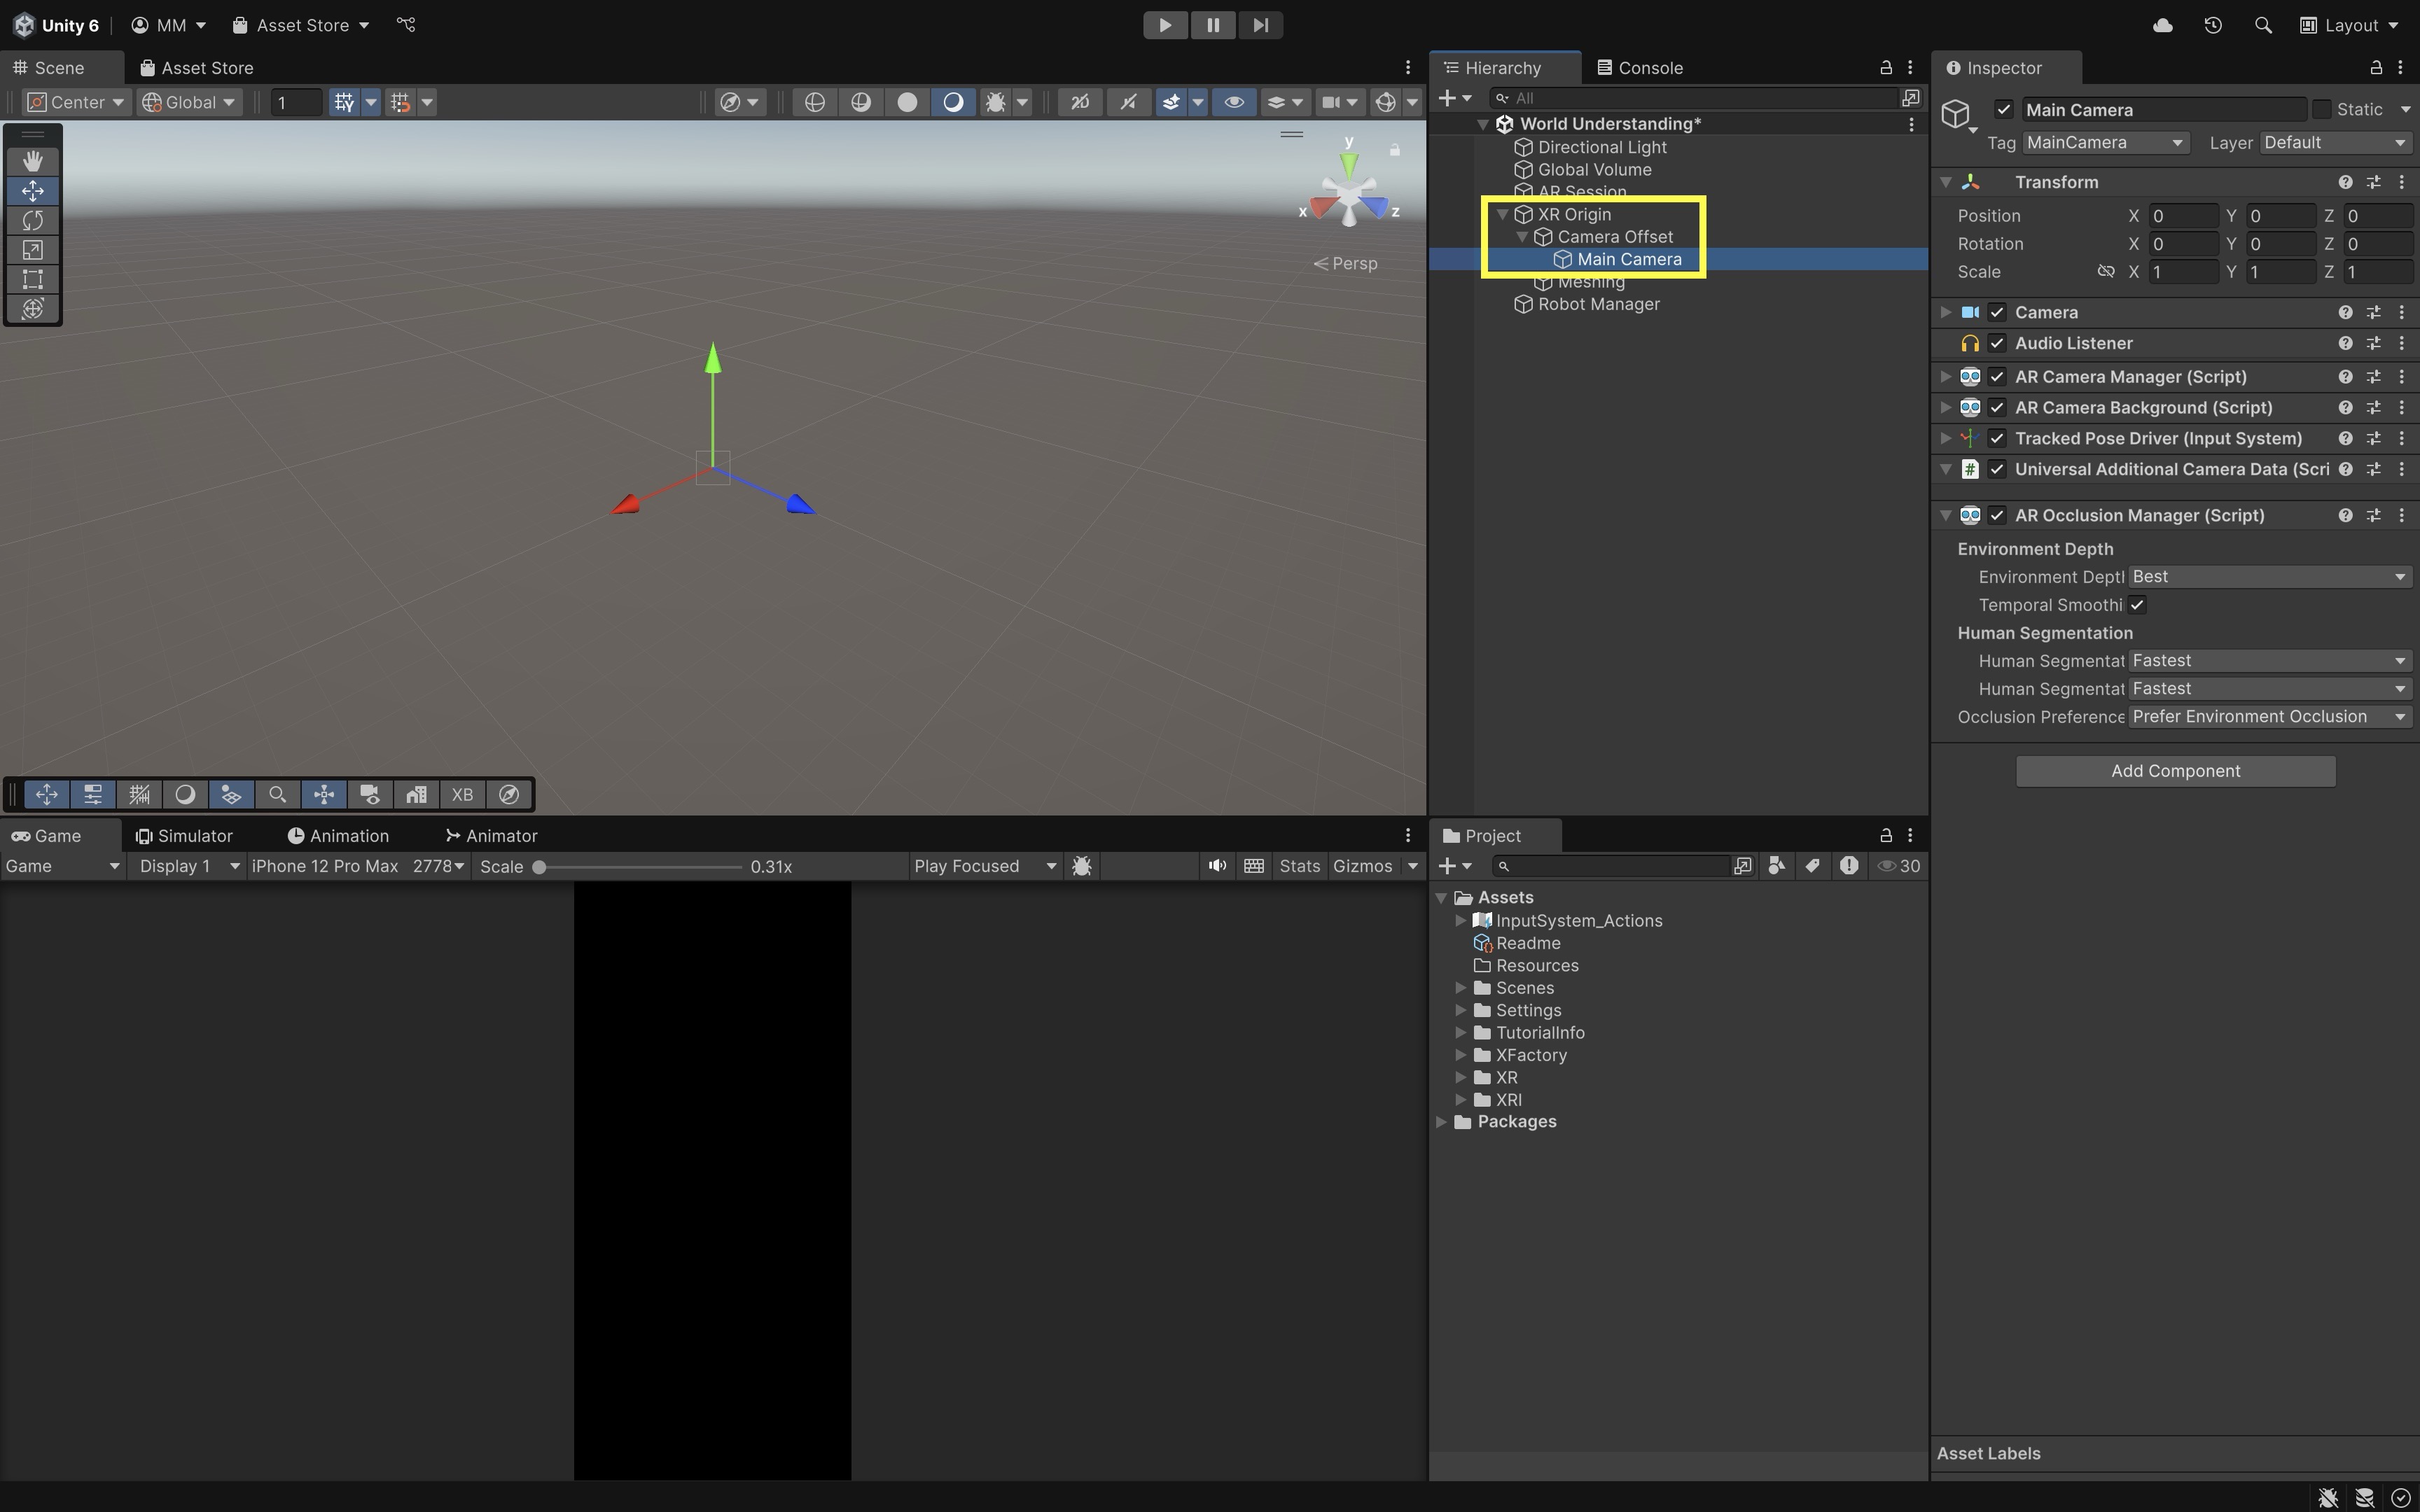 Unity 6 MM Asset Store Layout
Scene Asset Store
Center Global 1 2D
y
x z
Persp
XB
Hierarchy Console
All
World Understanding*
Directional Light
Global Volume
AR Session
XR Origin
Camera Offset
Main Camera
Meshing
Robot Manager
Inspector
Main Camera Static
Tag MainCamera Layer Default
Transform
Position X 0 Y 0 Z 0
Rotation X 0 Y 0 Z 0
Scale X 1 Y 1 Z 1
Camera
Audio Listener
AR Camera Manager (Script)
AR Camera Background (Script)
Tracked Pose Driver (Input System)
Universal Additional Camera Data (Scri
AR Occlusion Manager (Script)
Environment Depth
Environment Deptl Best
Temporal Smoothi
Human Segmentation
Human Segmentat Fastest
Human Segmentat Fastest
Occlusion Preference Prefer Environment Occlusion
Add Component
Asset Labels
Game Simulator Animation Animator
Game Display 1 iPhone 12 Pro Max 2778 Scale 0.31x Play Focused Stats Gizmos
Project
30
Assets
InputSystem_Actions
Readme
Resources
Scenes
Settings
TutorialInfo
XFactory
XR
XRI
Packages